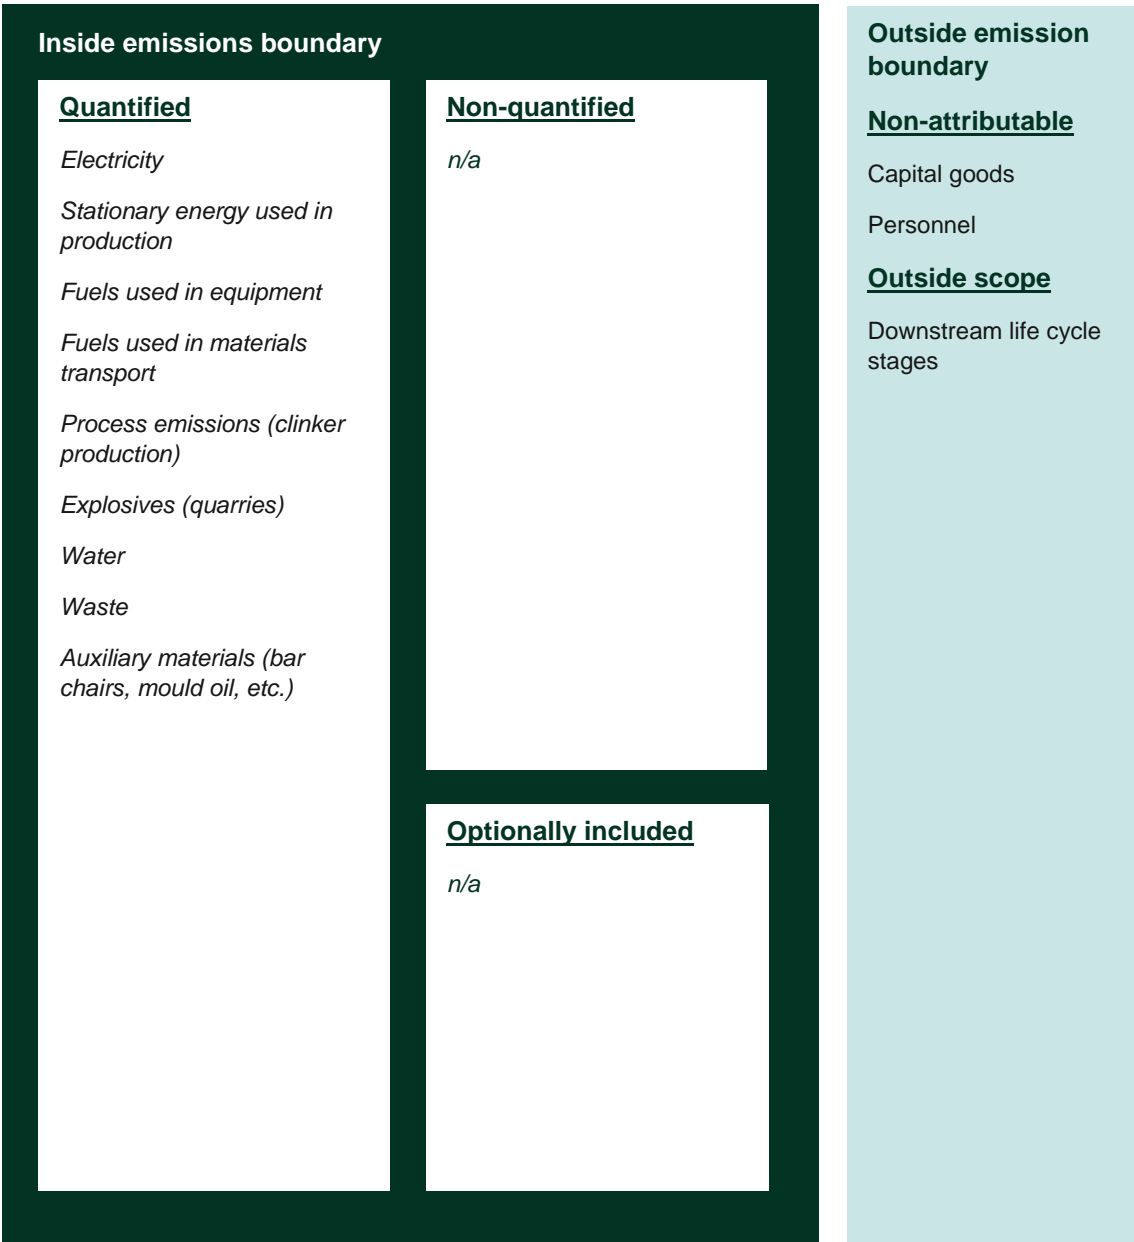 Inside emissions boundary
Quantified
Electricity
Stationary energy used in
production
Fuels used in equipment
Fuels used in materials
transport
Process emissions (clinker
production)
Explosives (quarries)
Water
Waste
Auxiliary materials (bar
chairs, mould oil, etc.)
Non-quantified
n/a
Optionally included
n/a
Outside emission
boundary
Non-attributable
Capital goods
Personnel
Outside scope
Downstream life cycle
stages